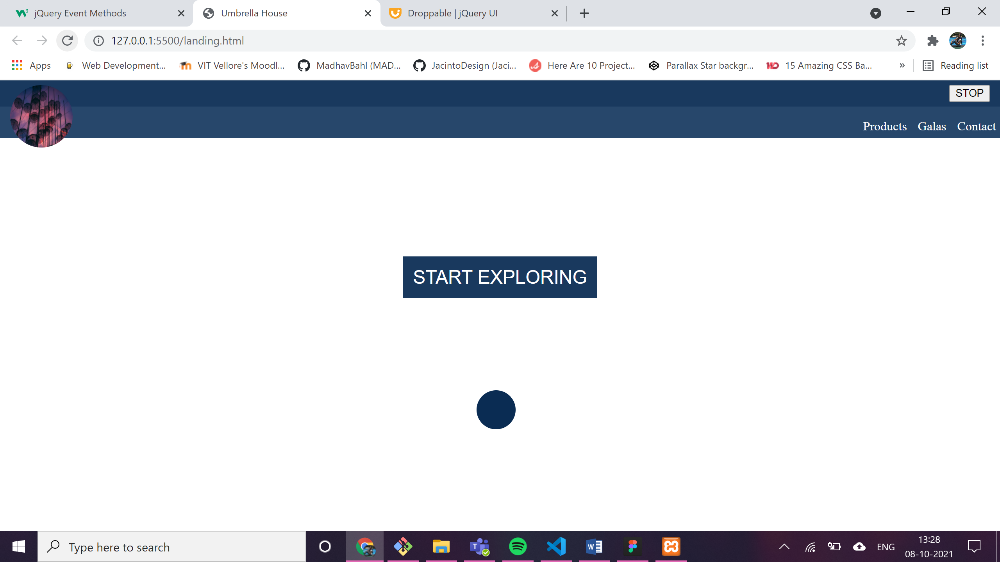 jQuery Event Methods
Umbrella House
Droppable | jQuery UI
127.0.0.1:5500/landing.html
Apps
Web Development...
VIT Vellore's Moodl...
MadhavBahl (MAD...
JacintoDesign (Jaci...
Here Are 10 Project...
Parallax Star backgr...
15 Amazing CSS Ba...
»
Reading list
STOP
Products
Galas
Contact
START EXPLORING
Type here to search
ENG
13:28
08-10-2021